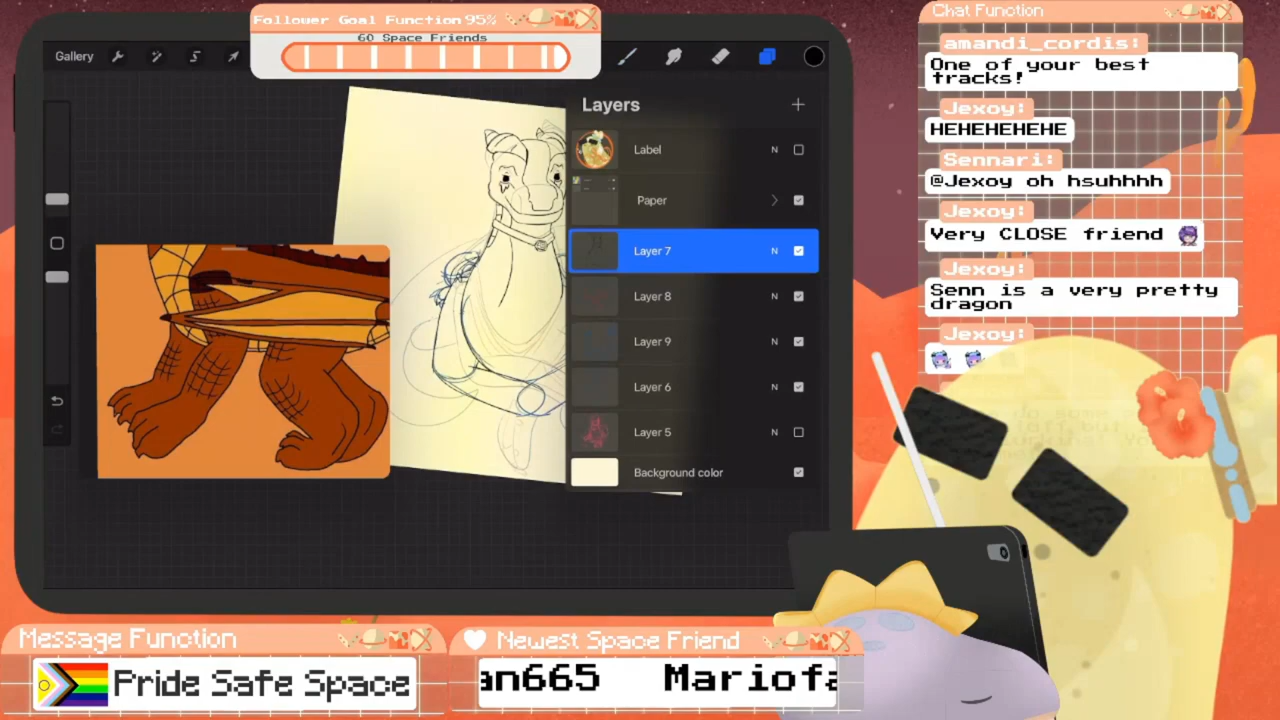 Follower Goal Function 95%
60 Space Friends
Gallery
Layers
Label N
Paper
Layer 7 N
Layer 8 N
Layer 9 N
Layer 6 N
Layer 5 N
Background color
Chat Function
amandi_cordis:
One of your best
tracks!
Jexoy:
HEHEHEHEHE
Sennari:
@Jexoy oh hsuhhhh
Jexoy:
Very CLOSE friend
Jexoy:
Senn is a very pretty
dragon
Jexoy:
Message Function
Pride Safe Space
Newest Space Friend
an665 Mariofa